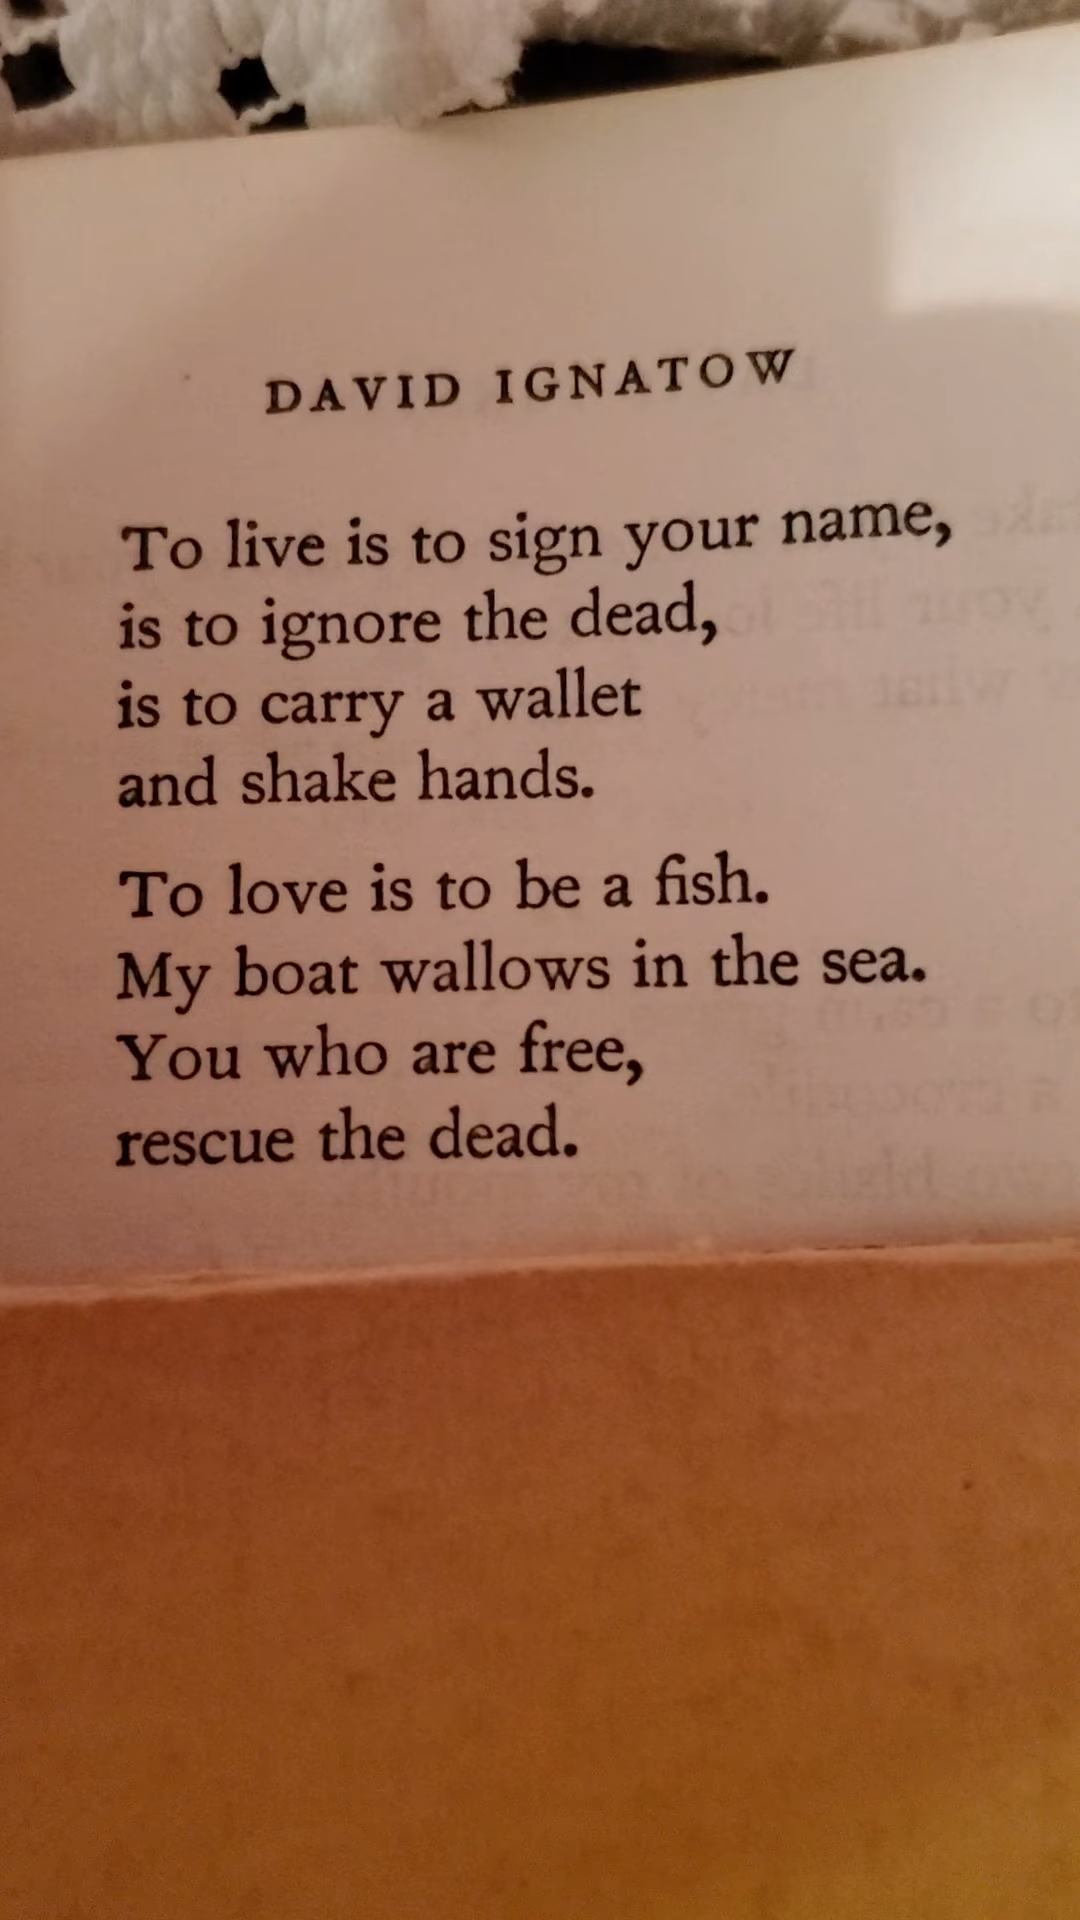 DAVID IGNATOW
To live is to sign your name,
is to ignore the dead,
is to carry a wallet
and shake hands.
To love is to be a fish.
My boat wallows in the sea.
You who are free,
rescue the dead.